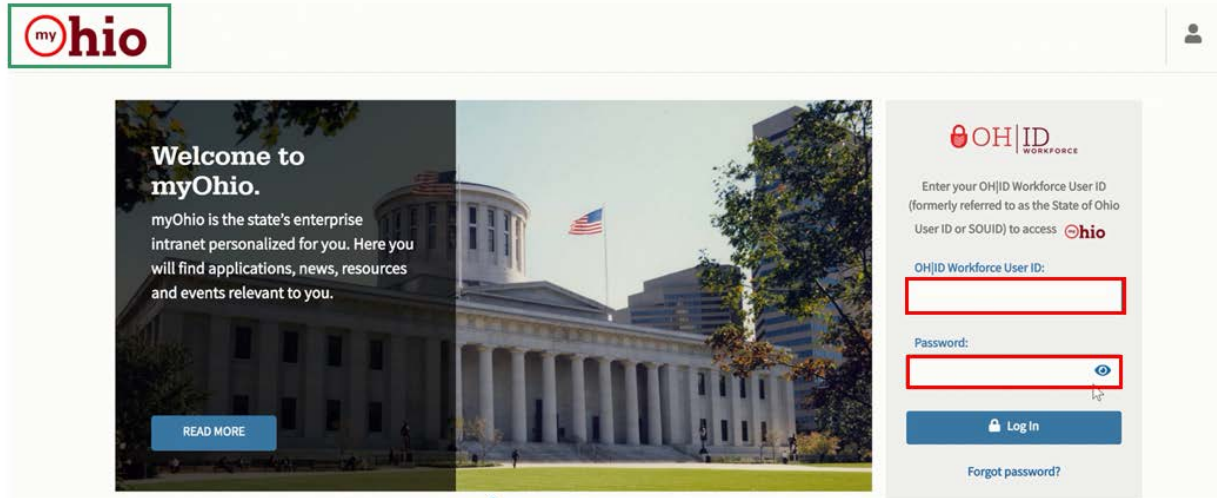 myOhio
Welcome to
myOhio.
myOhio is the state's enterprise
intranet personalized for you. Here you
will find applications, news, resources
and events relevant to you.
READ MORE
OH|ID
WORKFORCE
Enter your OH|ID Workforce User ID
(formerly referred to as the State of Ohio
User ID or SOUID) to access myOhio
OH|ID Workforce User ID:
Password:
Log In
Forgot password?